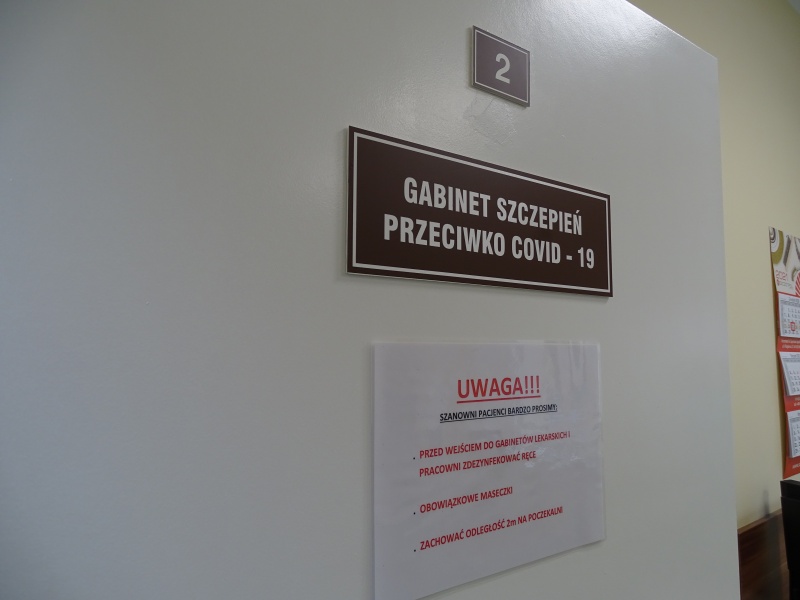 2
GABINET SZCZEPIEŃ
PRZECIWKO COVID - 19
UWAGA!!!
SZANOWNI PACJENCI BARDZO PROSIMY:
. PRZED WEJŚCIEM DO GABINETÓW LEKARSKICH I
PRACOWNI ZDEZYNFEKOWAĆ RĘCE
. OBOWIĄZKOWE MASECZKI
. ZACHOWAĆ ODLEGŁOŚĆ 2m NA POCZEKALNI
2021